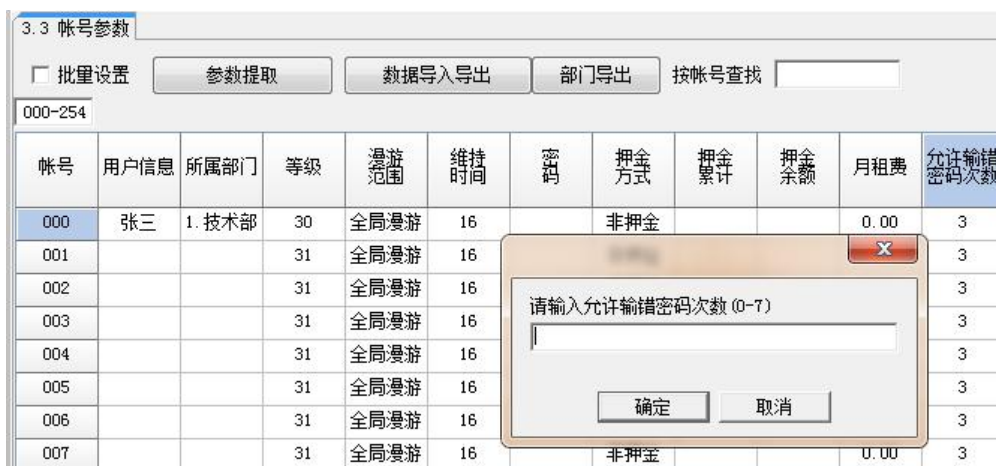 3.3 帐号参数
批量设置 参数提取 数据导入导出 部门导出 按帐号查找
000-254
帐号 用户信息 所属部门 等级 漫游范围 维持时间 密码 押金方式 押金累计 押金余额 月租费 允许输错密码次数
000 张三 1.技术部 30 全局漫游 16 非押金 0.00 3
001 31 全局漫游 16 3
002 31 全局漫游 16 3
003 31 全局漫游 16 3
004 31 全局漫游 16 3
005 31 全局漫游 16 3
006 31 全局漫游 16 3
007 31 全局漫游 16 非押金 0.00 3
请输入允许输错密码次数(0-7)
确定 取消